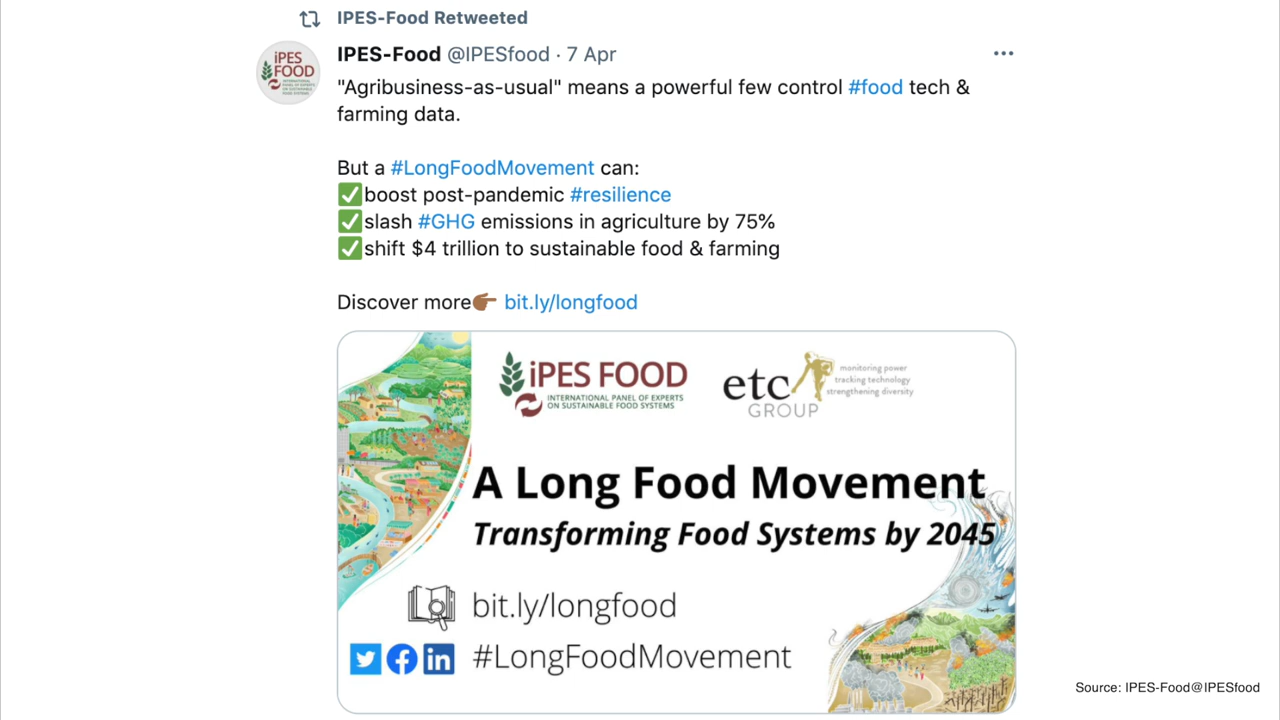 IPES-Food Retweeted
IPES-Food @IPESfood · 7 Apr
"Agribusiness-as-usual" means a powerful few control #food tech &
farming data.
But a #LongFoodMovement can:
✅boost post-pandemic #resilience
✅slash #GHG emissions in agriculture by 75%
✅shift $4 trillion to sustainable food & farming
Discover more👉🏾 bit.ly/longfood
iPES FOOD
INTERNATIONAL PANEL OF EXPERTS
ON SUSTAINABLE FOOD SYSTEMS
etc
GROUP
monitoring power
tracking technology
strengthening diversity
A Long Food Movement
Transforming Food Systems by 2045
bit.ly/longfood
#LongFoodMovement
Source: IPES-Food@IPESfood